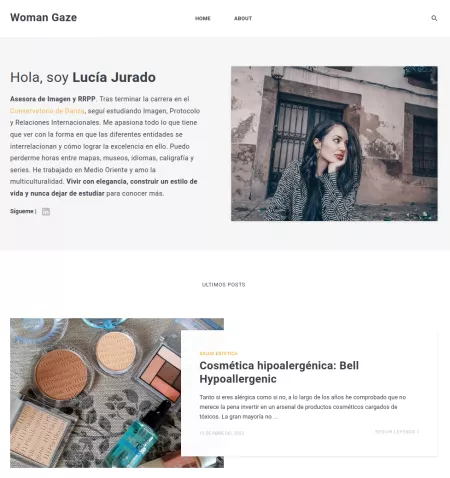 Woman Gaze
HOME ABOUT
Hola, soy Lucía Jurado
Asesora de Imagen y RRPP. Tras terminar la carrera en el
Conservatorio de Danza, seguí estudiando Imagen, Protocolo
y Relaciones Internacionales. Me apasiona todo lo que tiene
que ver con la forma en que las diferentes entidades se
interrelacionan y cómo lograr la excelencia en ello. Puedo
perderme horas entre mapas, museos, idiomas, caligrafía y
series. He trabajado en Medio Oriente y amo la
multiculturalidad. Vivir con elegancia, construir un estilo de
vida y nunca dejar de estudiar para conocer más.
Sígueme |
ULTIMOS POSTS
Cosmética hipoalergénica: Bell
Hypoallergenic
Tanto si eres alérgica como si no, a lo largo de los años he comprobado que no
merece la pena invertir en un arsenal de productos cosméticos cargados de
tóxicos. La gran mayoría no ...
SEGUIR LEYENDO